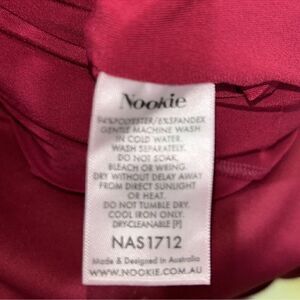 Nookie
94%POLYESTER/6%SPANDEX
GENTLE MACHINE WASH
IN COLD WATER.
WASH SEPARATELY.
DO NOT SOAK,
BLEACH OR WRING.
DRY WITHOUT DELAY AWAY
FROM DIRECT SUNLIGHT
OR HEAT.
DO NOT TUMBLE DRY.
COOL IRON ONLY.
DRY-CLEANABLE [P]
NAS1712
Made & Designed in Australia
WWW.NOOKIE.COM.AU